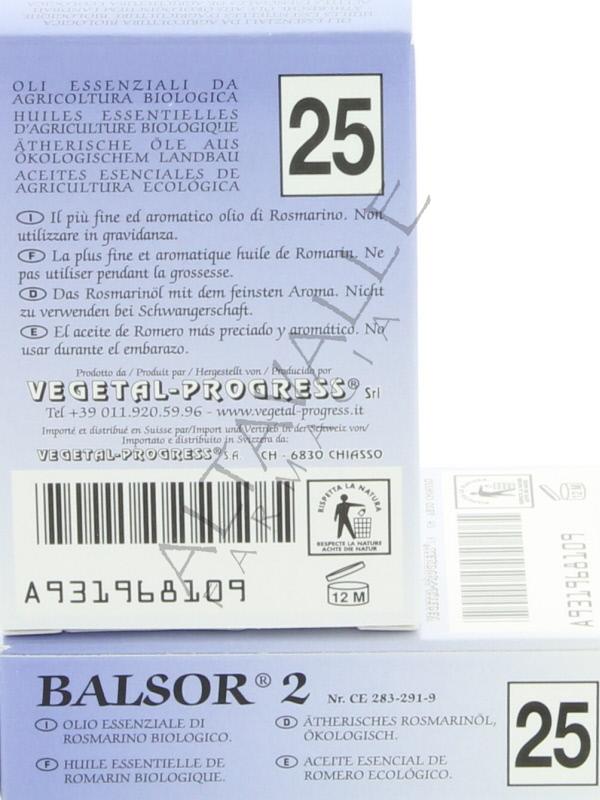 OLI ESSENZIALI DA
AGRICOLTURA BIOLOGICA
HUILES ESSENTIELLES
D'AGRICULTURE BIOLOGIQUE
ÄTHERISCHE ÖLE AUS
ÖKOLOGISCHEM LANDBAU
ACEITES ESENCIALES DE
AGRICULTURA ECOLÓGICA
25
I Il più fine ed aromatico olio di Rosmarino. Non
utilizzare in gravidanza.
F La plus fine et aromatique huile de Romarin. Ne
pas utiliser pendant la grossesse.
D Das Rosmarinöl mit dem feinsten Aroma. Nicht
zu verwenden bei Schwangerschaft.
E El aceite de Romero más preciado y aromático. No
usar durante el embarazo.
Prodotto da / Produit par / Hergestellt von / Producido por
VEGETAL-PROGRESS® Srl
Tel +39 011.920.59.96 - www.vegetal-progress.it
Importé et distribué en Suisse par/Import und Vertrieb in der Schweiz von/
Importato e distribuito in Svizzera da:
VEGETAL-PROGRESS® S.A. CH - 6830 CHIASSO
RISPETTA LA NATURA
RESPECTE LA NATURE
ACHTE DIE NATUR
A931968109
12 M
ALTAVALLE
FARMACIA
12 M
A931968109
BALSOR® 2 Nr. CE 283-291-9
I OLIO ESSENZIALE DI
ROSMARINO BIOLOGICO.
F HUILE ESSENTIELLE DE
ROMARIN BIOLOGIQUE.
D ÄTHERISCHES ROSMARINÖL,
ÖKOLOGISCH.
E ACEITE ESENCIAL DE
ROMERO ECOLÓGICO.
25